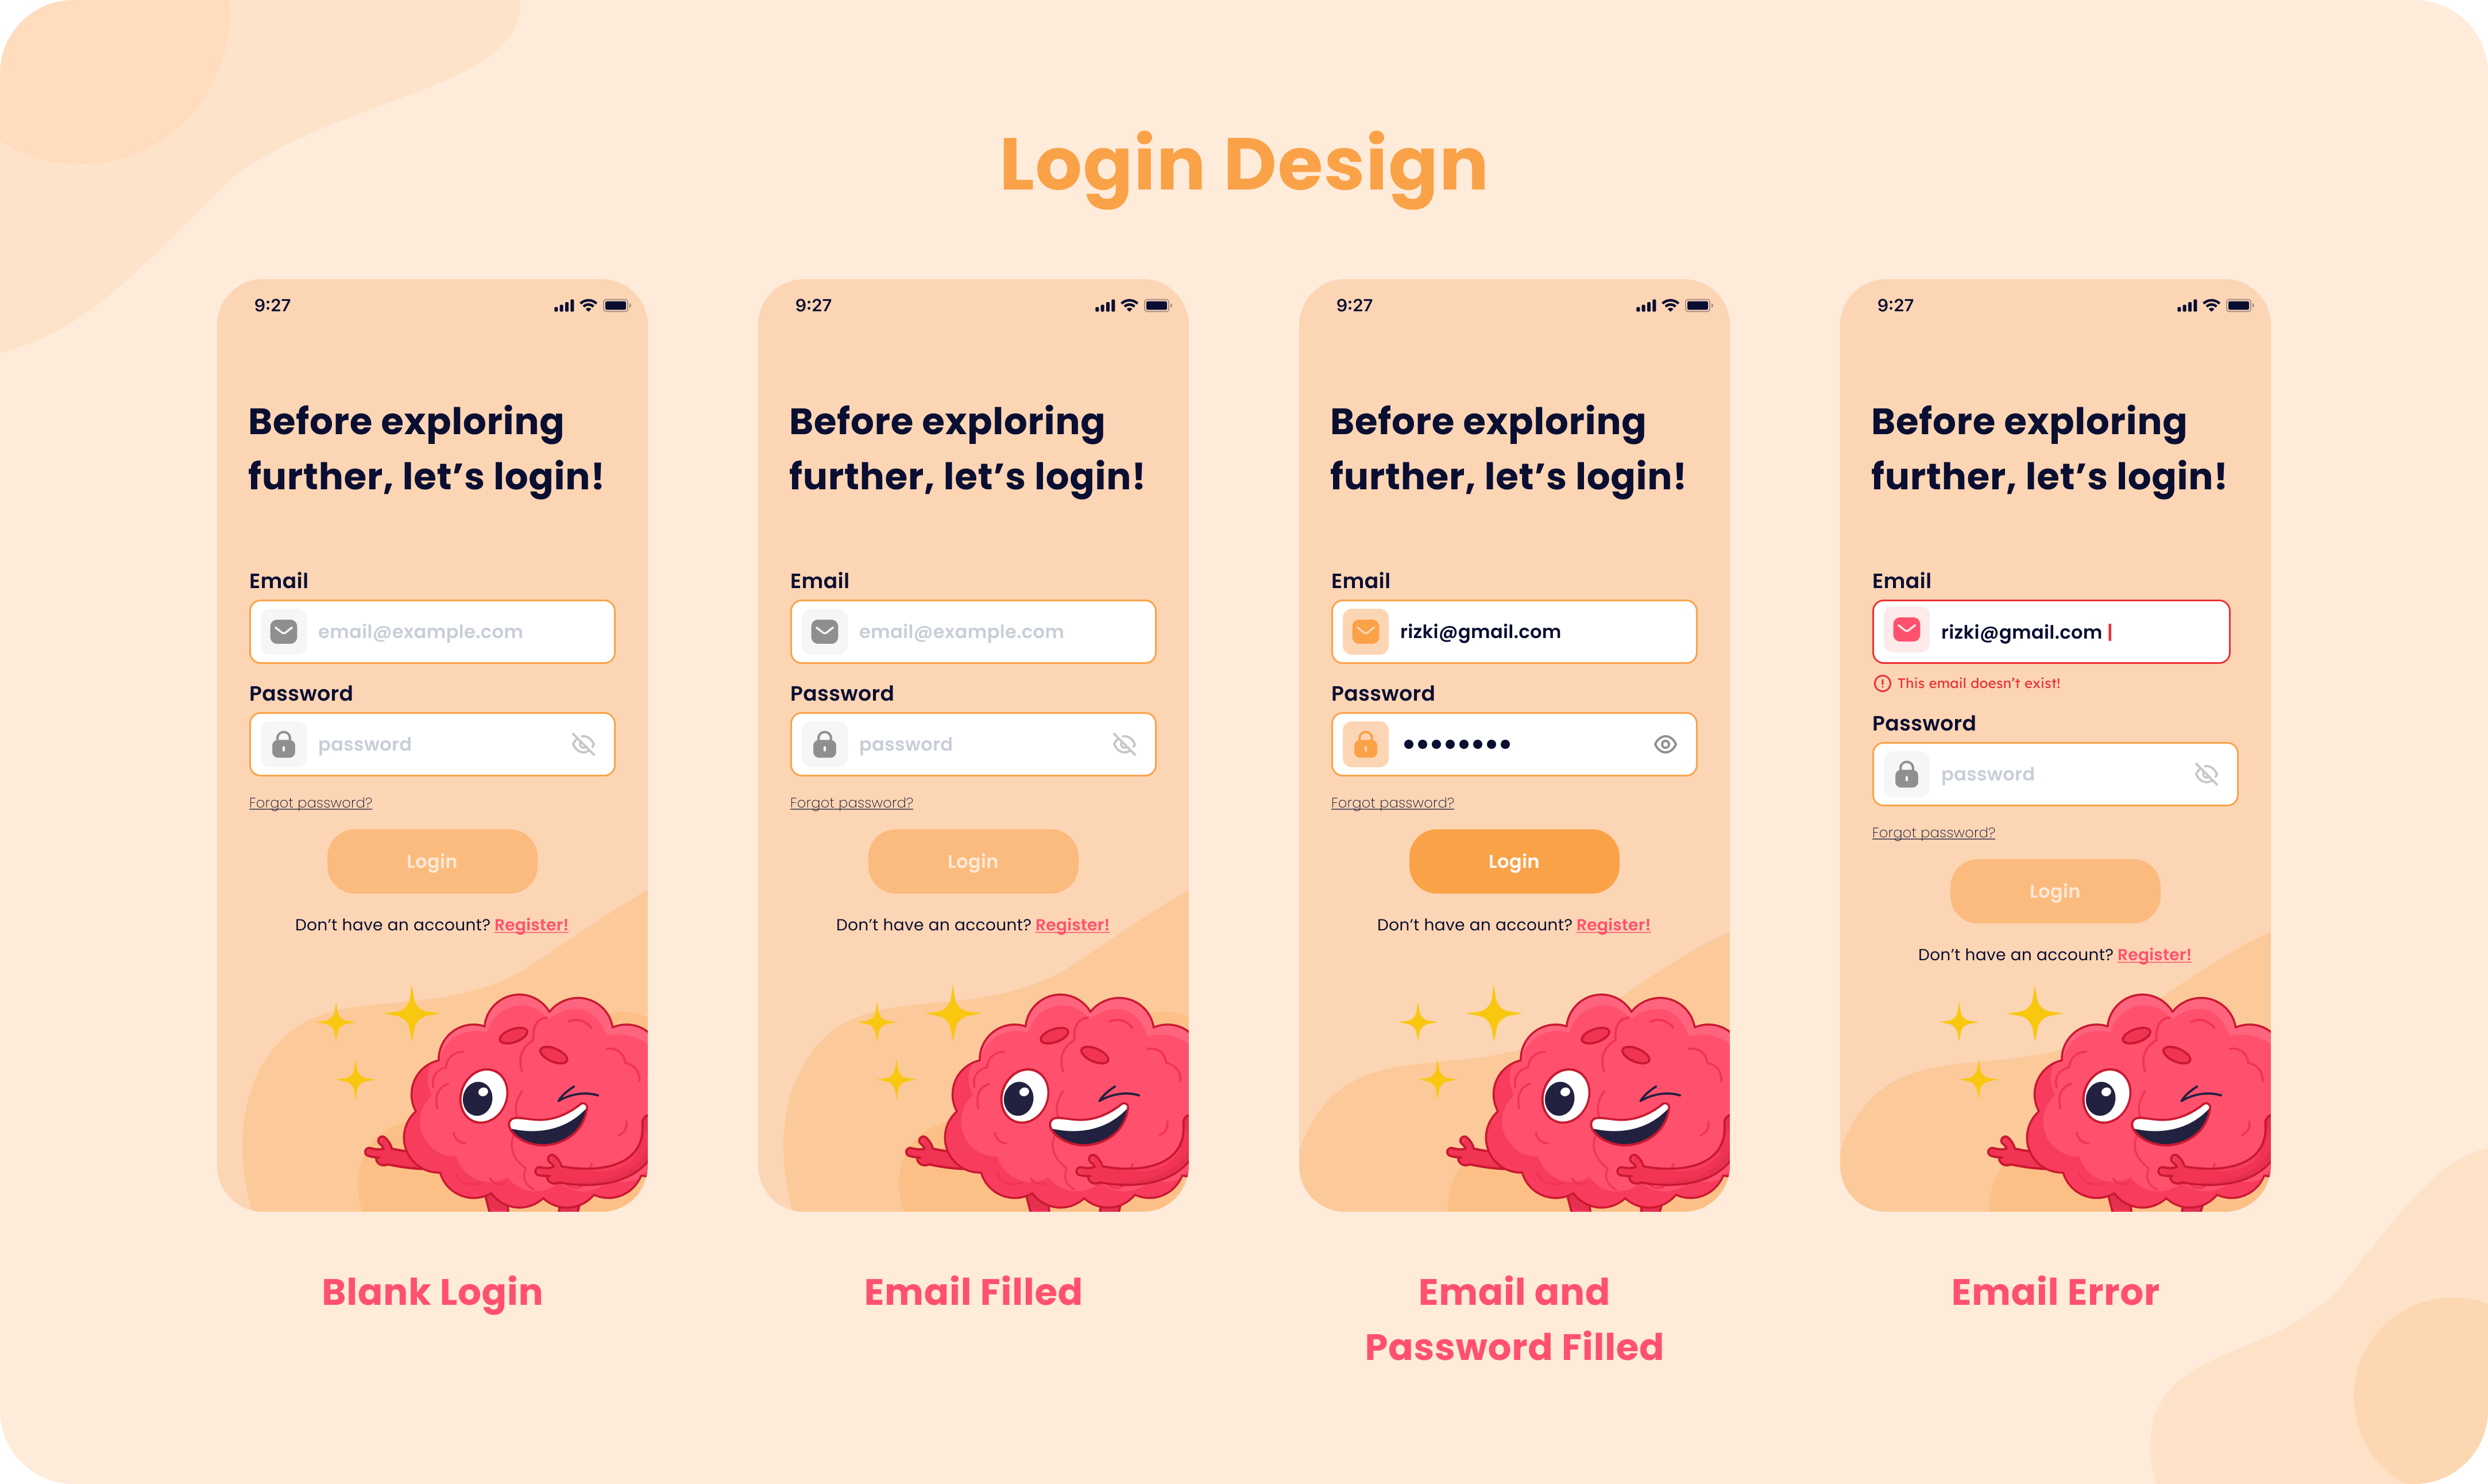 Login Design
9:27
Before exploring
further, let’s login!
Email
email@example.com
Password
password
Forgot password?
Login
Don’t have an account? Register!
Blank Login
9:27
Before exploring
further, let’s login!
Email
email@example.com
Password
password
Forgot password?
Login
Don’t have an account? Register!
Email Filled
9:27
Before exploring
further, let’s login!
Email
rizki@gmail.com
Password
Forgot password?
Login
Don’t have an account? Register!
Email and
Password Filled
9:27
Before exploring
further, let’s login!
Email
rizki@gmail.com
This email doesn’t exist!
Password
password
Forgot password?
Login
Don’t have an account? Register!
Email Error